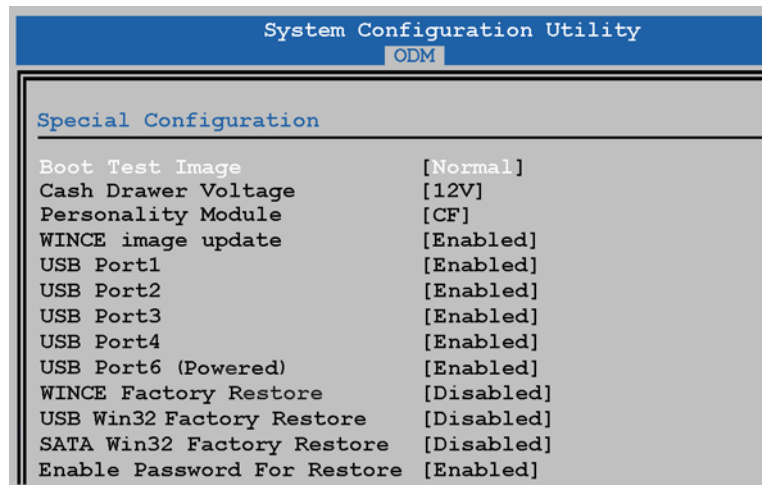 System Configuration Utility
ODM
Special Configuration
Boot Test Image [Normal]
Cash Drawer Voltage [12V]
Personality Module [CF]
WINCE image update [Enabled]
USB Port1 [Enabled]
USB Port2 [Enabled]
USB Port3 [Enabled]
USB Port4 [Enabled]
USB Port6 (Powered) [Enabled]
WINCE Factory Restore [Disabled]
USB Win32 Factory Restore [Disabled]
SATA Win32 Factory Restore [Disabled]
Enable Password For Restore [Enabled]